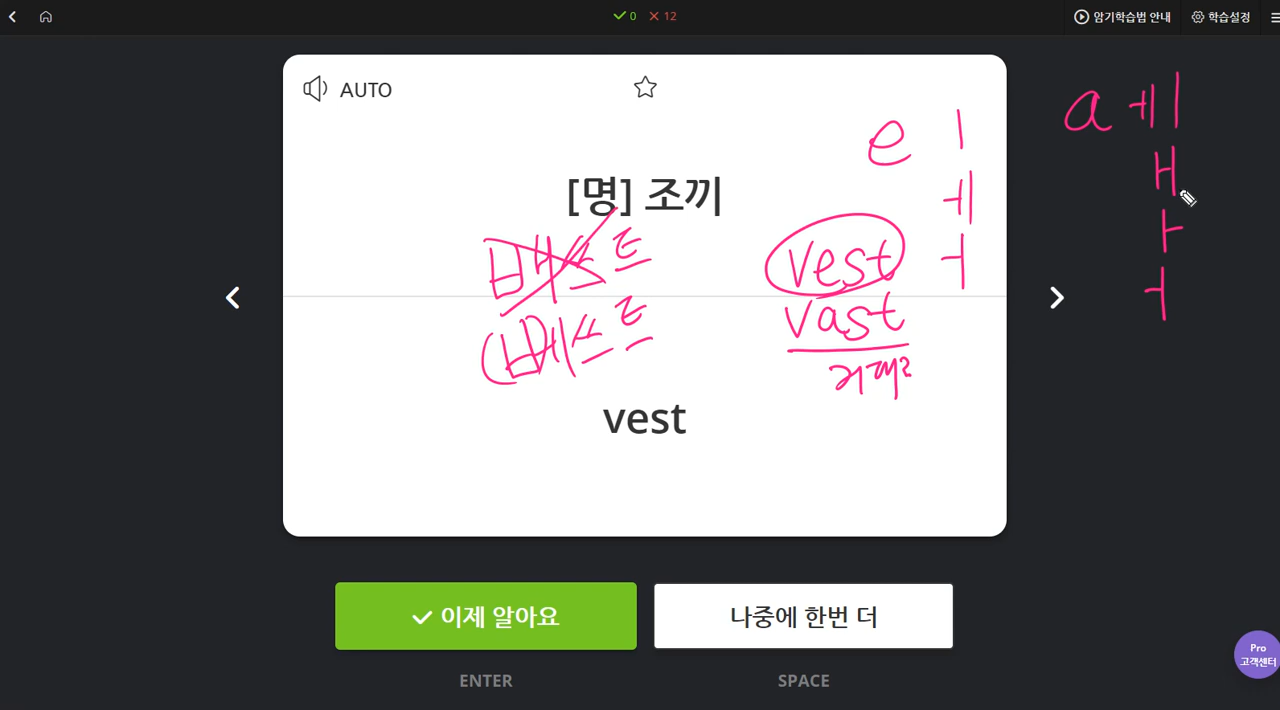 0 12 암기학습법 안내 학습설정
AUTO
e ㅣ
a ㅔㅣ
ㅐ
[명] 조끼
ㅔ
ㅏ
베스트
vest ㅓ
ㅓ
베스트
vast
vest
이제 알아요
나중에 한번 더
ENTER
SPACE
Pro
고객센터